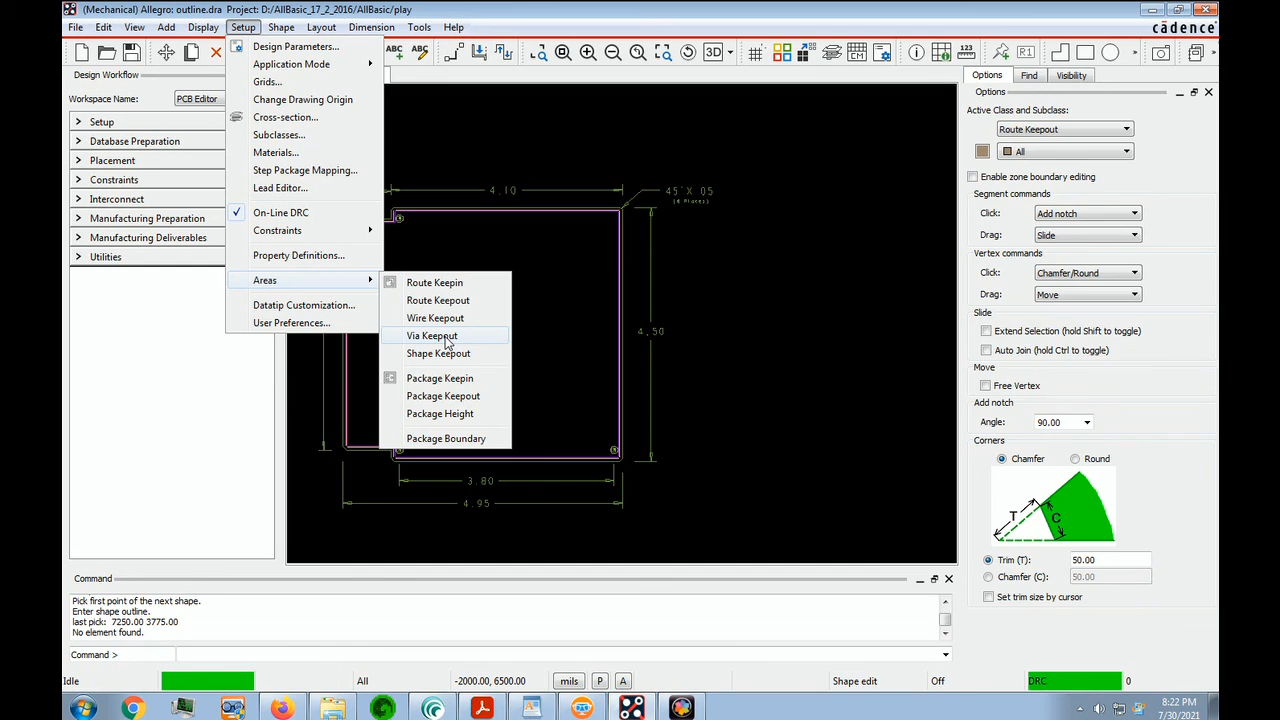 (Mechanical) Allegro: outline.dra Project: C:/AllBasic_17_2_2016/AllBasic/play
File Edit View Add Display Setup Shape Layout Dimension Tools Help
cādence
3D
R1
Design Workflow
Workspace Name: PCB Editor
Setup
Database Preparation
Placement
Constraints
Interconnect
Manufacturing Preparation
Manufacturing Deliverables
Utilities
Design Parameters...
Application Mode
Grids...
Change Drawing Origin
Cross-section...
Subclasses...
Materials...
Step Package Mapping...
Lead Editor...
On-Line DRC
Constraints
Property Definitions...
Areas
Datatip Customization...
User Preferences...
Route Keepin
Route Keepout
Wire Keepout
Via Keepout
Shape Keepout
Package Keepin
Package Keepout
Package Height
Package Boundary
4.10
45°X 05
(4 Places)
4.50
3.80
4.95
Options Find Visibility
Options
Active Class and Subclass:
Route Keepout
All
Enable zone boundary editing
Segment commands
Click: Add notch
Drag: Slide
Vertex commands
Click: Chamfer/Round
Drag: Move
Slide
Extend Selection (hold Shift to toggle)
Auto Join (hold Ctrl to toggle)
Move
Free Vertex
Add notch
Angle: 90.00
Corners
Chamfer Round
T
C
Trim (T) 50.00
Chamfer (C): 50.00
Set trim size by cursor
Command
Pick first point of the next shape.
Enter shape outline.
last pick: 7250.00 3775.00
No element found.
Command >
Idle All -2000.00, 6500.00 mils P A Shape edit Off DRC 0
8:22 PM
7/30/2021